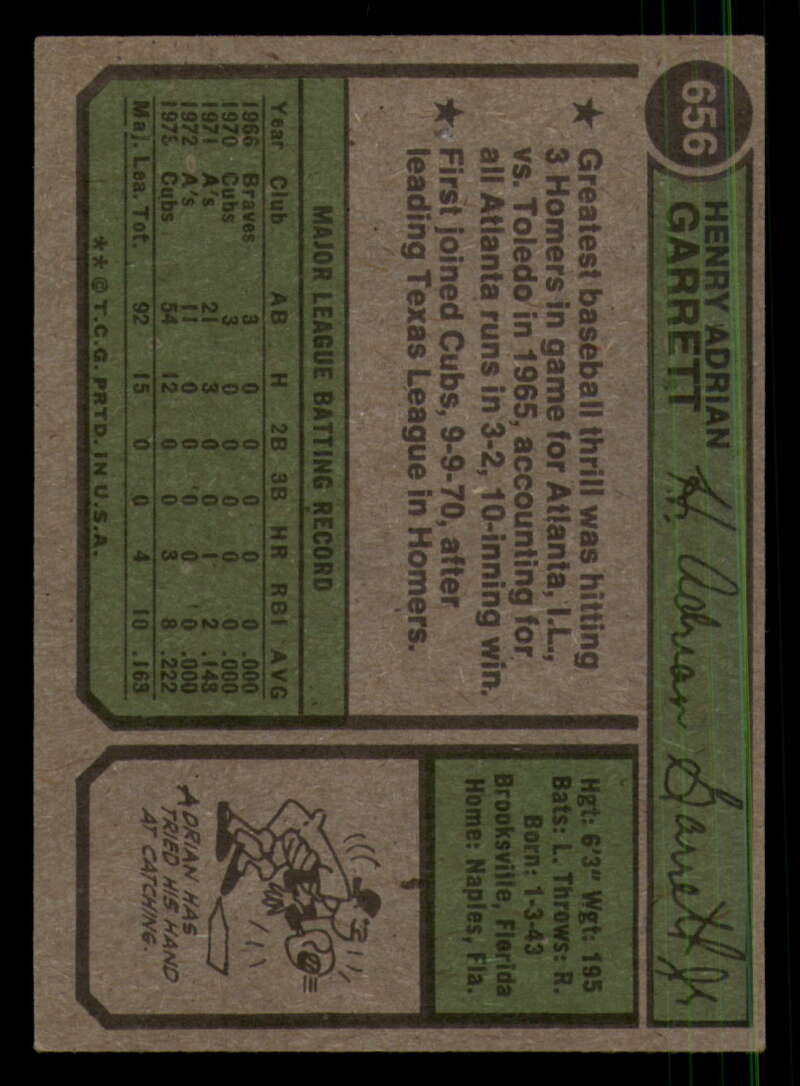 656
HENRY ADRIAN
GARRETT
H. Adrian Garrett Jr.
★ Greatest baseball thrill was hitting
3 Homers in game for Atlanta, I.L.,
vs. Toledo in 1965, accounting for
all Atlanta runs in 3-2, 10-inning win.
★ First joined Cubs, 9-9-70, after
leading Texas League in Homers.
MAJOR LEAGUE BATTING RECORD
Year Club AB H 2B 3B HR RBI AVG
1966 Braves 3 0 0 0 0 0 .000
1970 Cubs 3 0 0 0 0 0 .000
1971 A's 21 3 0 0 1 2 .143
1972 A's 11 0 0 0 0 0 .000
1973 Cubs 54 12 0 0 3 8 .222
Maj. Lea. Tot. 92 15 0 0 4 10 .163
** © T.C.G. PRTD. IN U.S.A.
Hgt: 6'3" Wgt: 195
Bats: L. Throws: R.
Born: 1-3-43
Brooksville, Florida
Home: Naples, Fla.
ADRIAN HAS
TRIED HIS HAND
AT CATCHING.